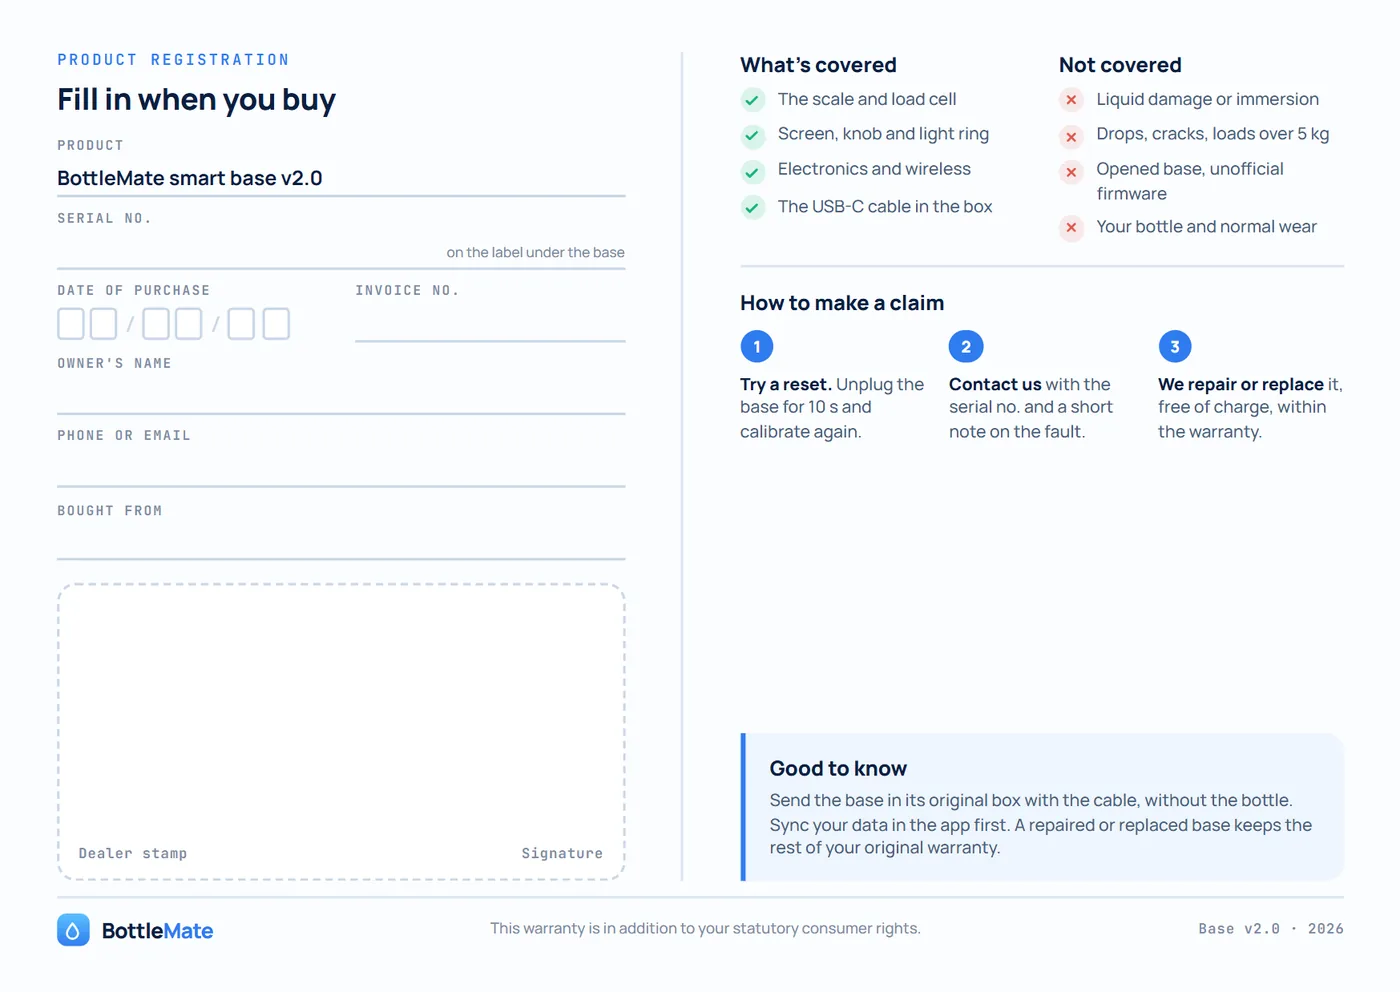 PRODUCT REGISTRATION
Fill in when you buy
PRODUCT
BottleMate smart base v2.0
SERIAL NO.
on the label under the base
DATE OF PURCHASE
/ /
INVOICE NO.
OWNER'S NAME
PHONE OR EMAIL
BOUGHT FROM
Dealer stamp
Signature
What's covered
The scale and load cell
Screen, knob and light ring
Electronics and wireless
The USB-C cable in the box
Not covered
Liquid damage or immersion
Drops, cracks, loads over 5 kg
Opened base, unofficial
firmware
Your bottle and normal wear
How to make a claim
1
Try a reset. Unplug the
base for 10 s and
calibrate again.
2
Contact us with the
serial no. and a short
note on the fault.
3
We repair or replace it,
free of charge, within
the warranty.
Good to know
Send the base in its original box with the cable, without the bottle.
Sync your data in the app first. A repaired or replaced base keeps the
rest of your original warranty.
BottleMate
This warranty is in addition to your statutory consumer rights.
Base v2.0 · 2026